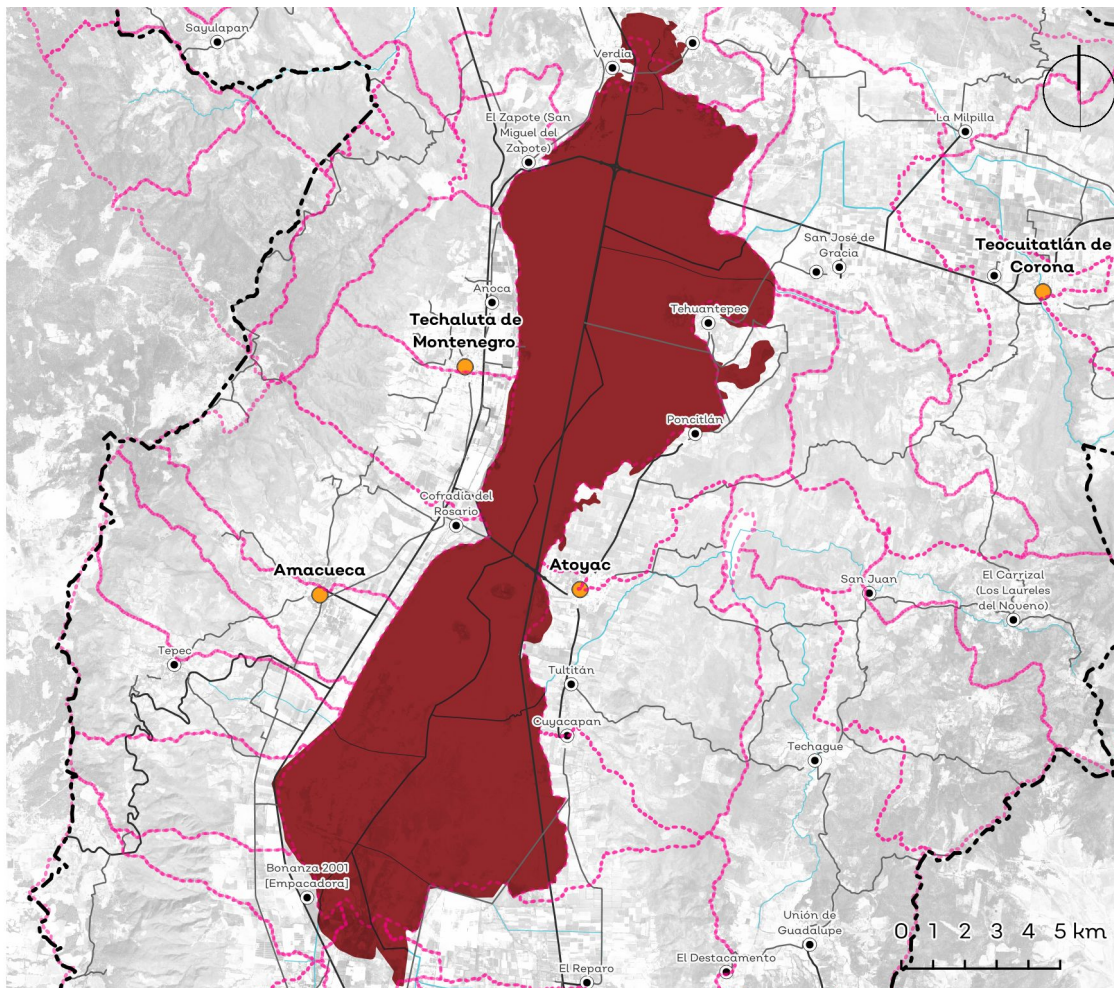 Sayulapan
Verdia
El Zapote (San
Miguel del
Zapote)
La Milpilla
San José de
Gracia
Teocuitatlán de
Corona
Anoca
Techaluta de
Montenegro
Tehuantepec
Poncitlán
Cofradia del
Rosario
Amacueca
Atoyac
San Juan
El Carrizal
(Los Laureles
del Noveno)
Tepec
Tultitán
Cuyacapan
Techague
Bonanza 2001
[Empacadora]
Unión de
Guadalupe
El Destacamento
El Reparo
0 1 2 3 4 5 km